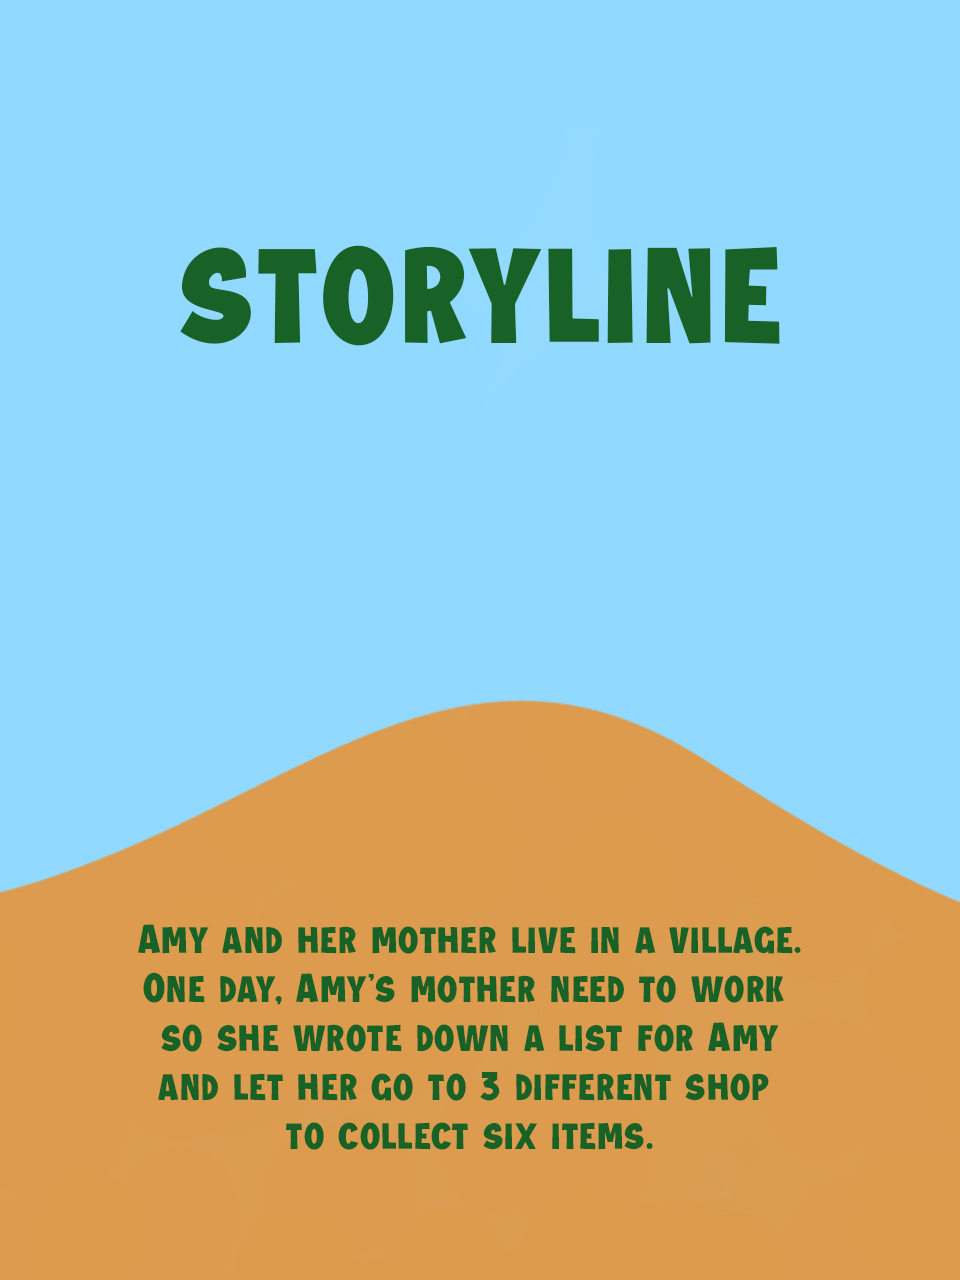 STORYLINE
Amy and her mother live in a village.
One day, Amy's mother need to work
so she wrote down a list for Amy
and let her go to 3 different shop
to collect six items.